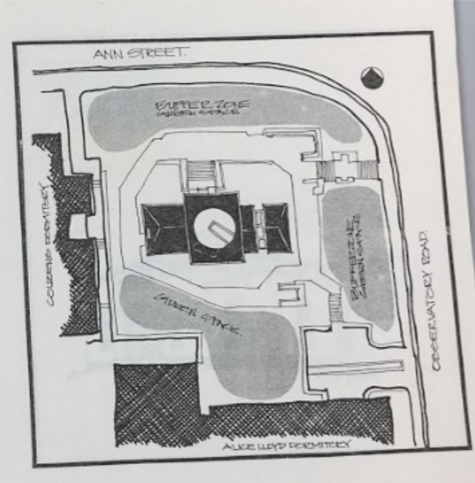 ANN STREET.
BUFFER ZONE
GREEN SPACE
COUZENS DORMITORY
BUFFER ZONE
GREEN SPACE
OBSERVATORY ROAD.
GREEN SPACE.
ALICE LLOYD DORMITORY